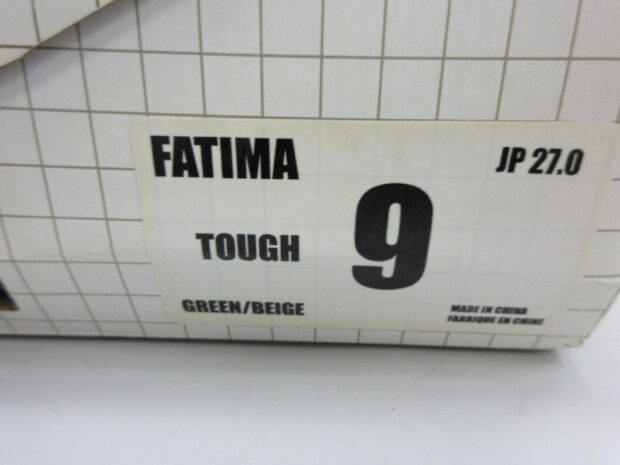 FATIMA
JP 27.0
TOUGH
9
GREEN/BEIGE
MADE IN CHINA
FABRIQUE EN CHINE